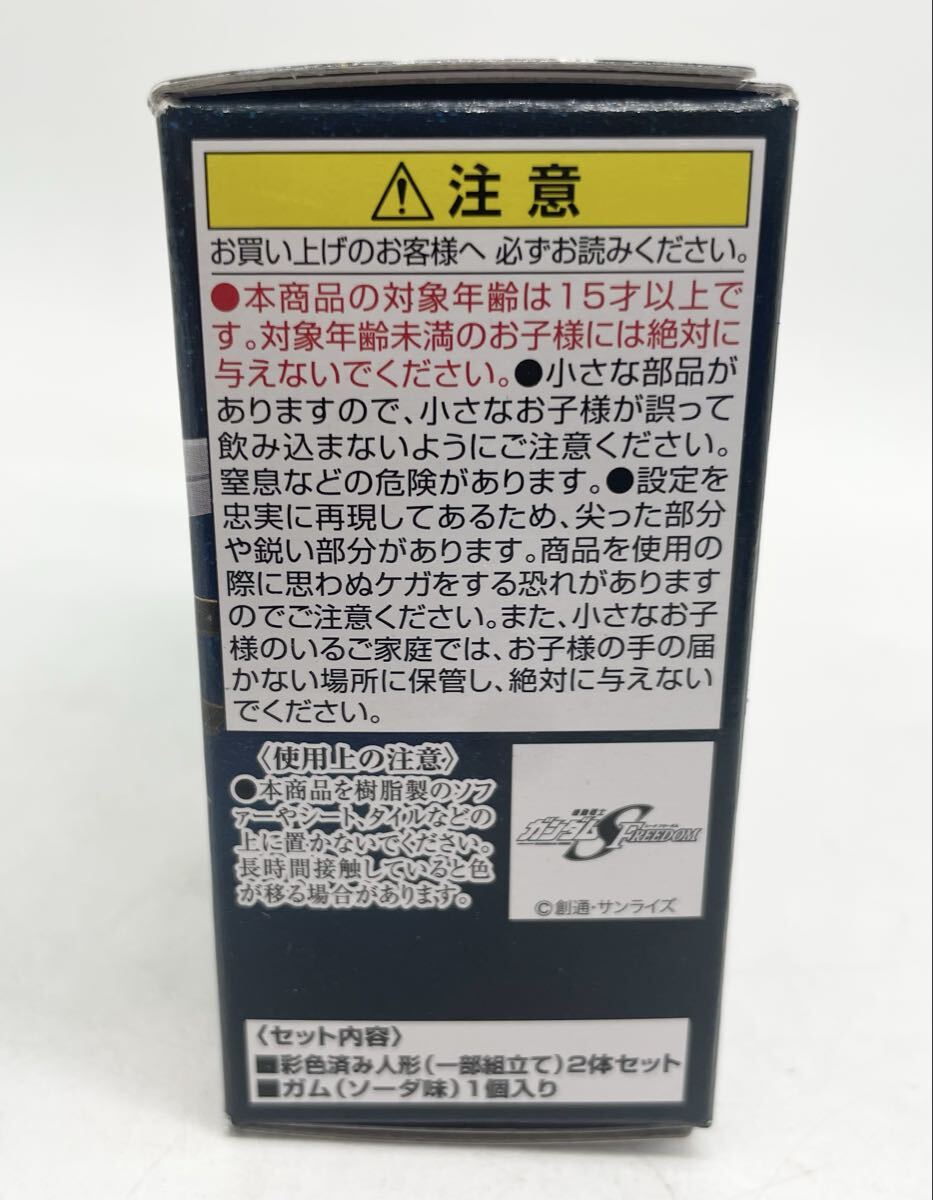 注意
お買い上げのお客様へ 必ずお読みください。
●本商品の対象年齢は15才以上で
す。対象年齢未満のお子様には絶対に
与えないでください。●小さな部品が
ありますので、小さなお子様が誤って
飲み込まないようにご注意ください。
窒息などの危険があります。●設定を
忠実に再現してあるため、尖った部分
や鋭い部分があります。商品を使用の
際に思わぬケガをする恐れがあります
のでご注意ください。また、小さなお子
様のいるご家庭では、お子様の手の届
かない場所に保管し、絶対に与えない
でください。
〈使用上の注意〉
●本商品を樹脂製のソフ
ァーやシート、タイルなどの
上に置かないでください。
長時間接触していると色
が移る場合があります。
機動戦士
ガンダムSFREEDOM
©創通・サンライズ
〈セット内容〉
■彩色済み人形(一部組立て)2体セット
■ガム(ソーダ味)1個入り